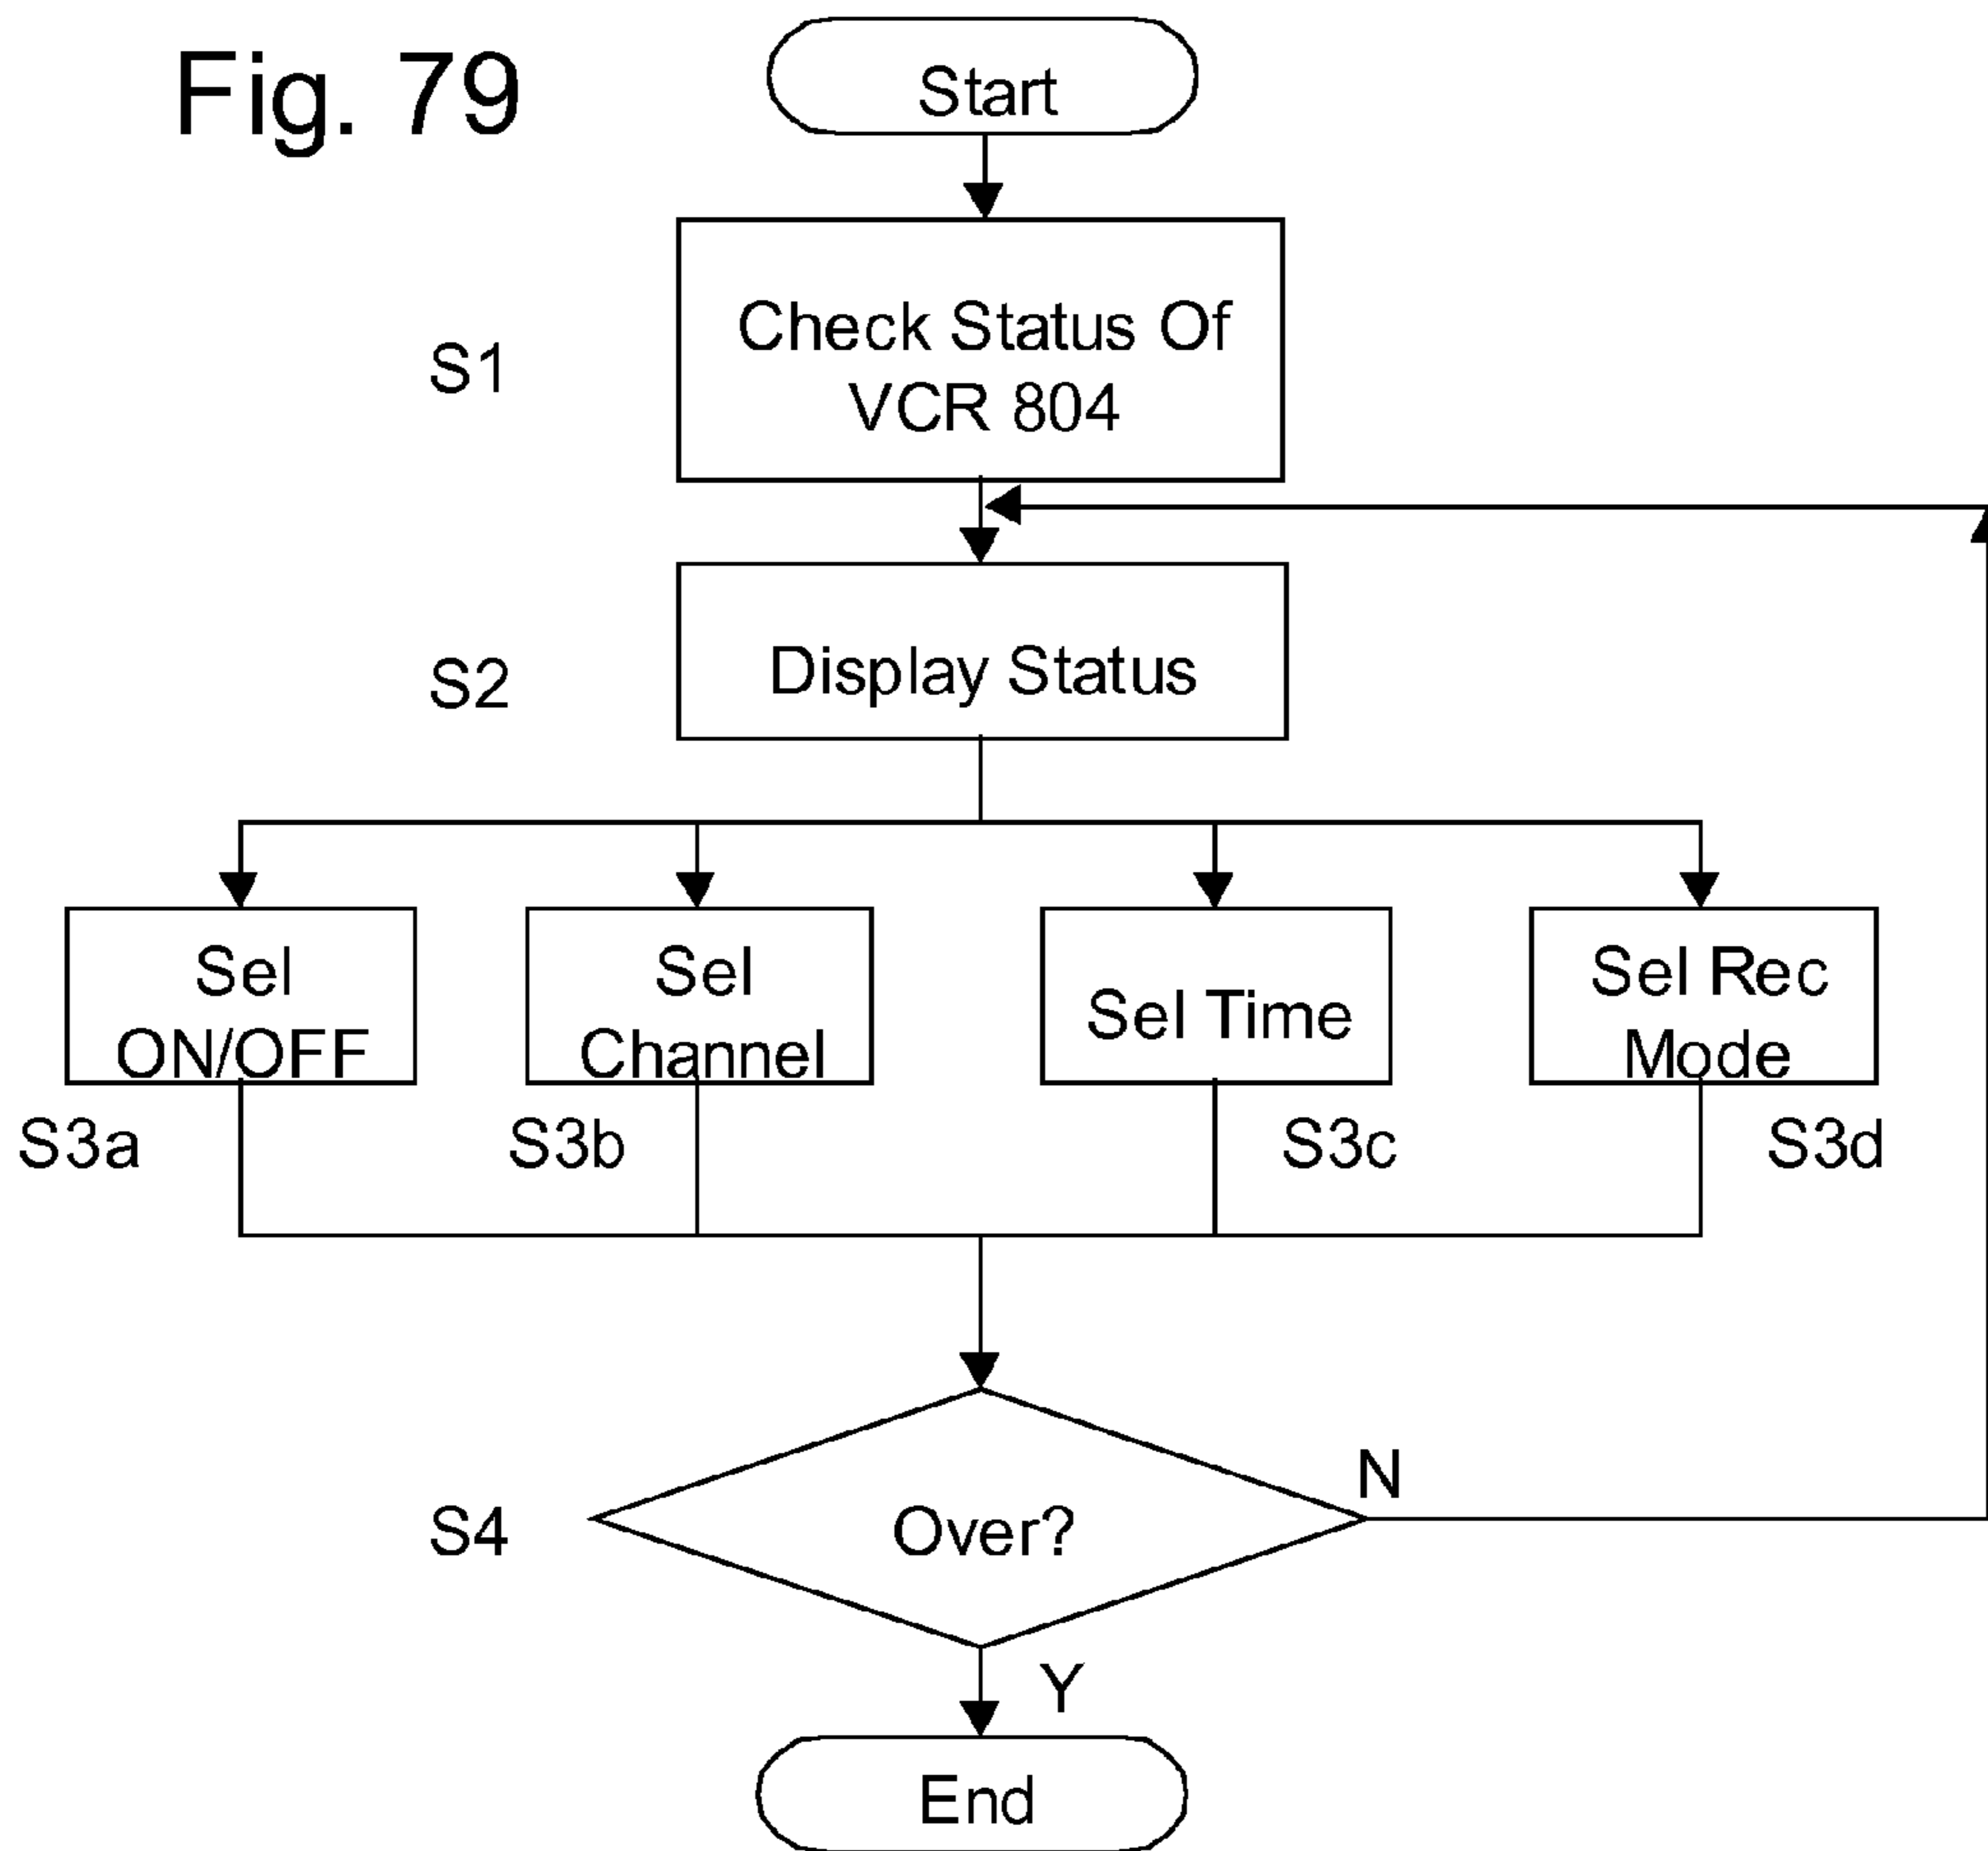 Fig. 79
Start
S1
Check Status Of
VCR 804
S2
Display Status
Sel
ON/OFF
Sel
Channel
Sel Time
Sel Rec
Mode
S3a
S3b
S3c
S3d
S4
Over?
N
Y
End